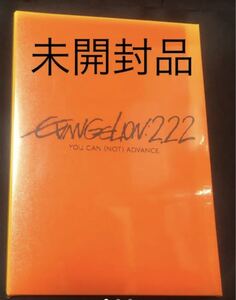 未開封品
EVANGELION:2.22
YOU CAN (NOT) ADVANCE.